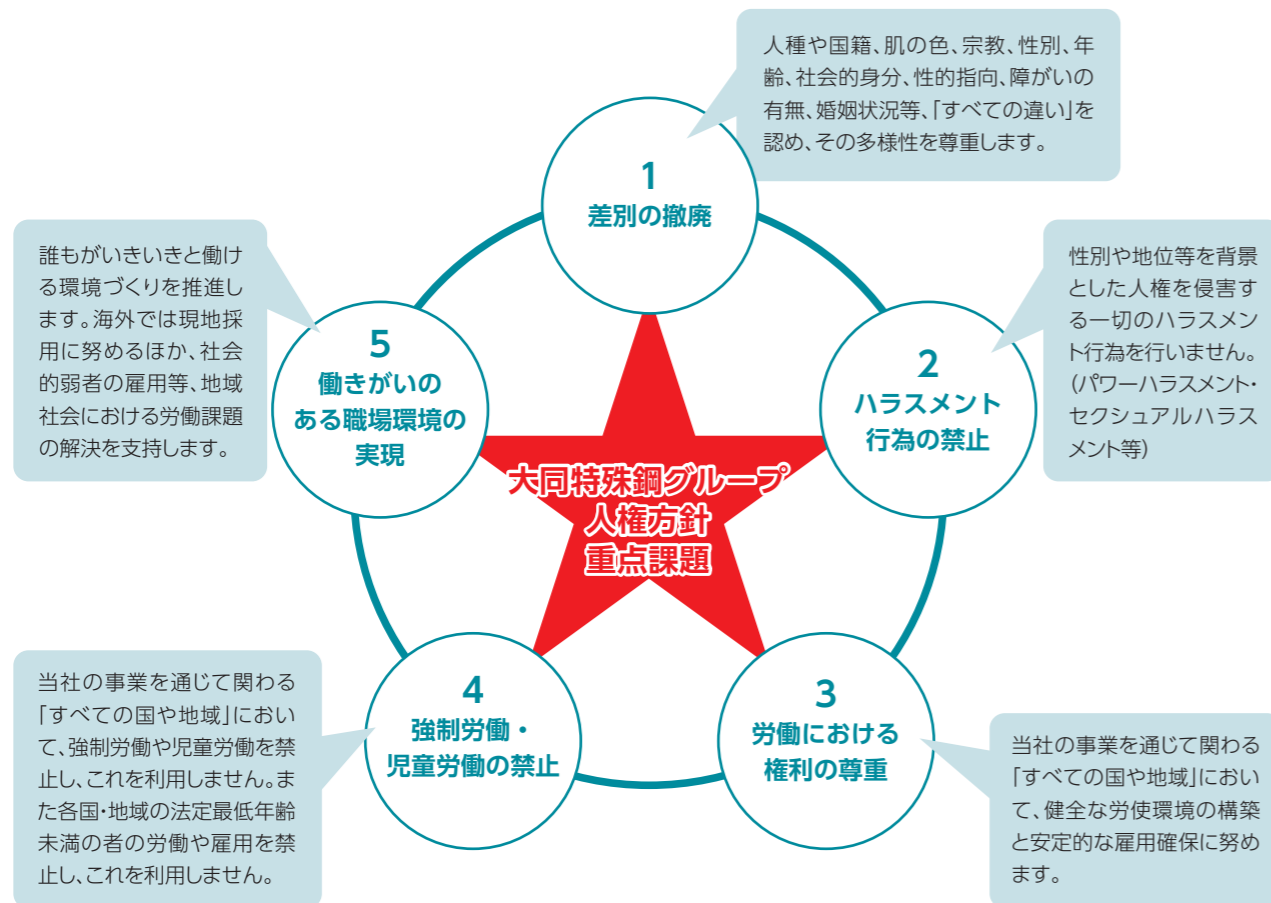 人種や国籍、肌の色、宗教、性別、年
齢、社会的身分、性的指向、障がいの
有無、婚姻状況等、「すべての違い」を
認め、その多様性を尊重します。
1
差別の撤廃
性別や地位等を背景
とした人権を侵害す
る一切のハラスメン
ト行為を行いません。
(パワーハラスメント・
セクシュアルハラス
メント等)
2
ハラスメント
行為の禁止
誰もがいきいきと働け
る環境づくりを推進し
ます。海外では現地採
用に努めるほか、社会
的弱者の雇用等、地域
社会における労働課題
の解決を支持します。
5
働きがいの
ある職場環境の
実現
大同特殊鋼グループ
人権方針
重点課題
当社の事業を通じて関わる
「すべての国や地域」におい
て、強制労働や児童労働を禁
止し、これを利用しません。ま
た各国・地域の法定最低年齢
未満の者の労働や雇用を禁
止し、これを利用しません。
4
強制労働・
児童労働の禁止
3
労働における
権利の尊重
当社の事業を通じて関わる
「すべての国や地域」におい
て、健全な労使環境の構築
と安定的な雇用確保に努め
ます。